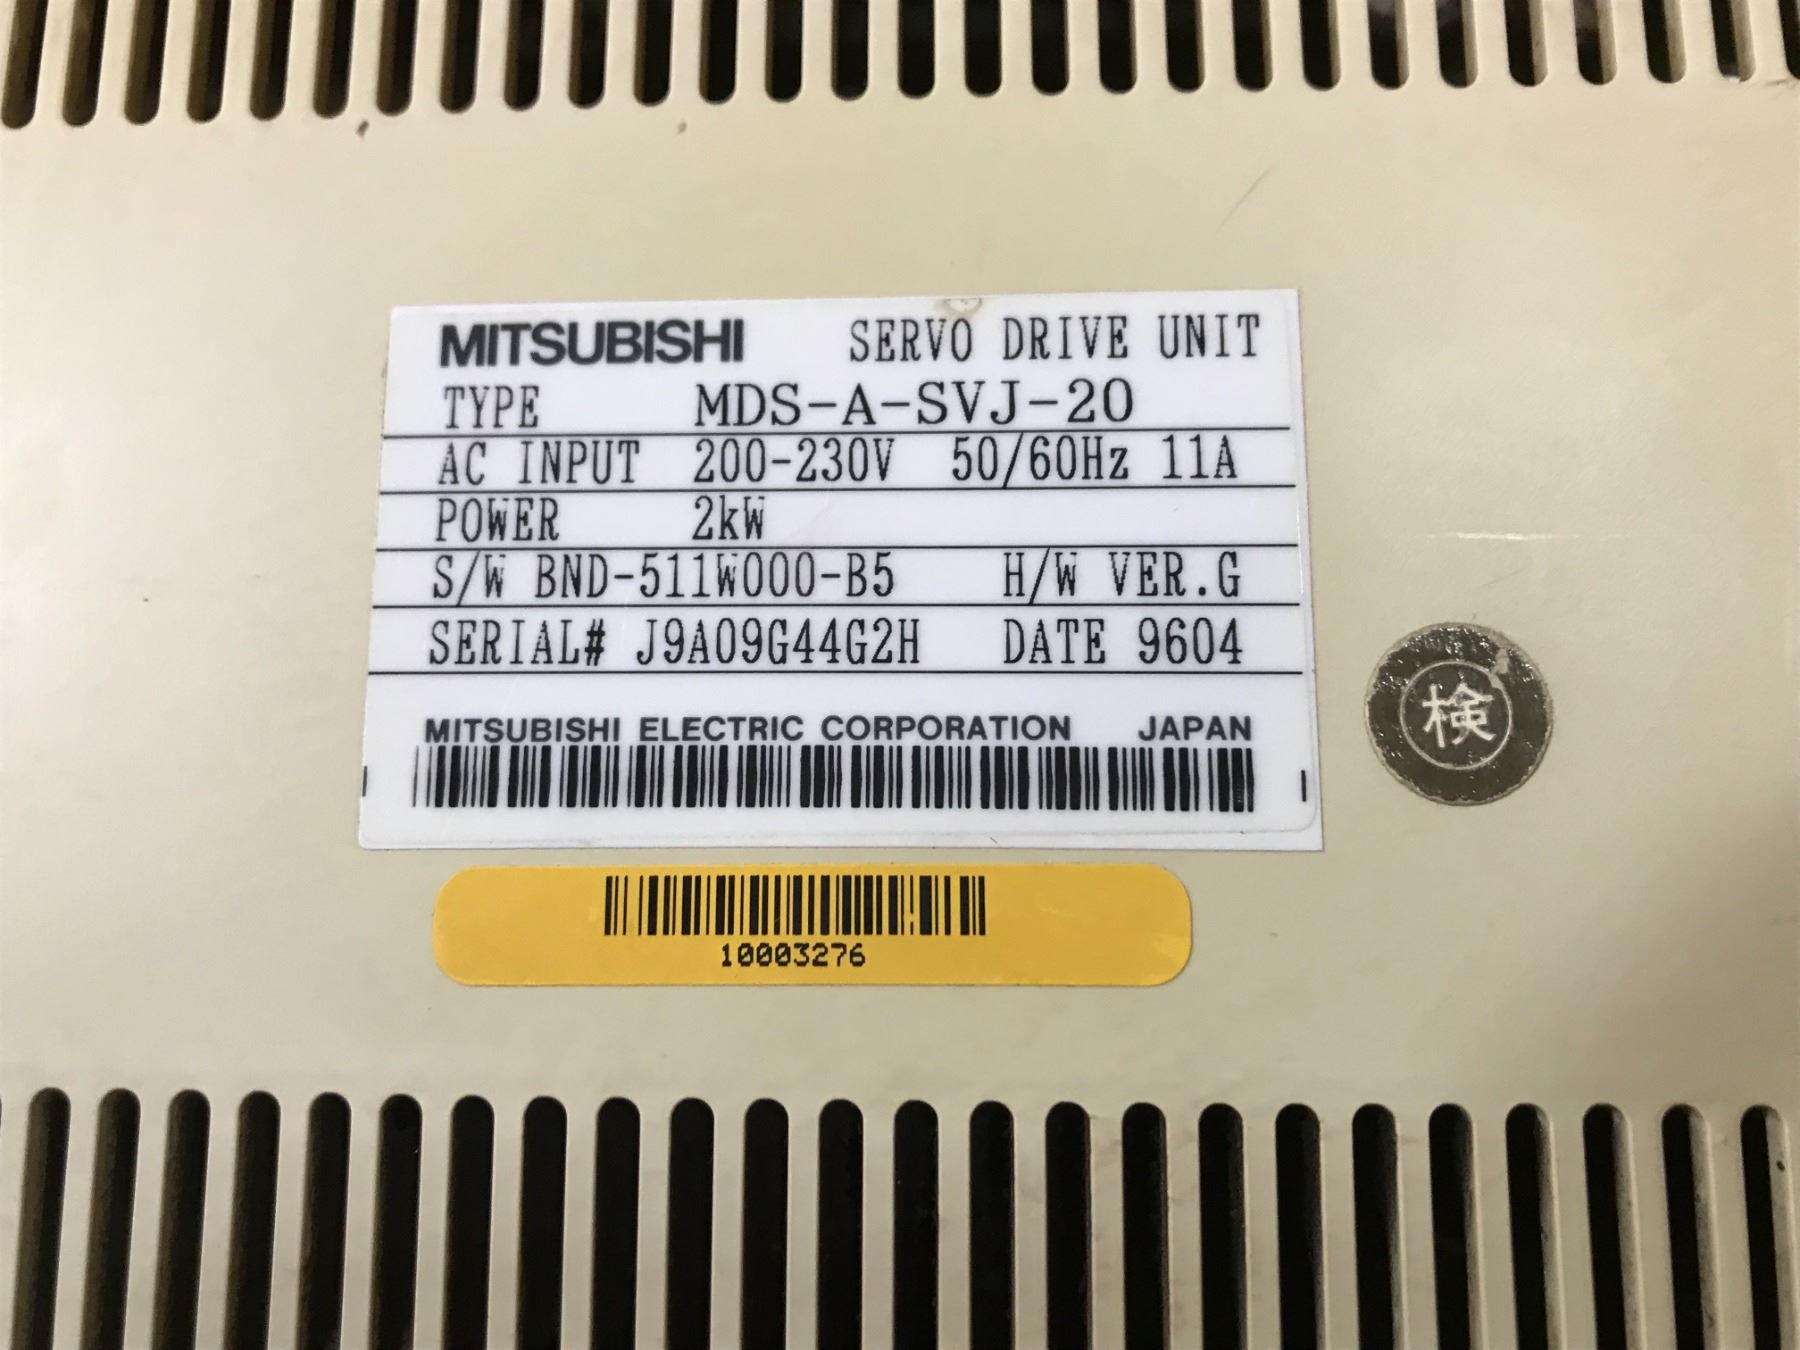 MITSUBISHI SERVO DRIVE UNIT
TYPE MDS-A-SVJ-20
AC INPUT 200-230V 50/60Hz 11A
POWER 2kW
S/W BND-511W000-B5 H/W VER.G
SERIAL# J9A09G44G2H DATE 9604
MITSUBISHI ELECTRIC CORPORATION JAPAN
検
10003276